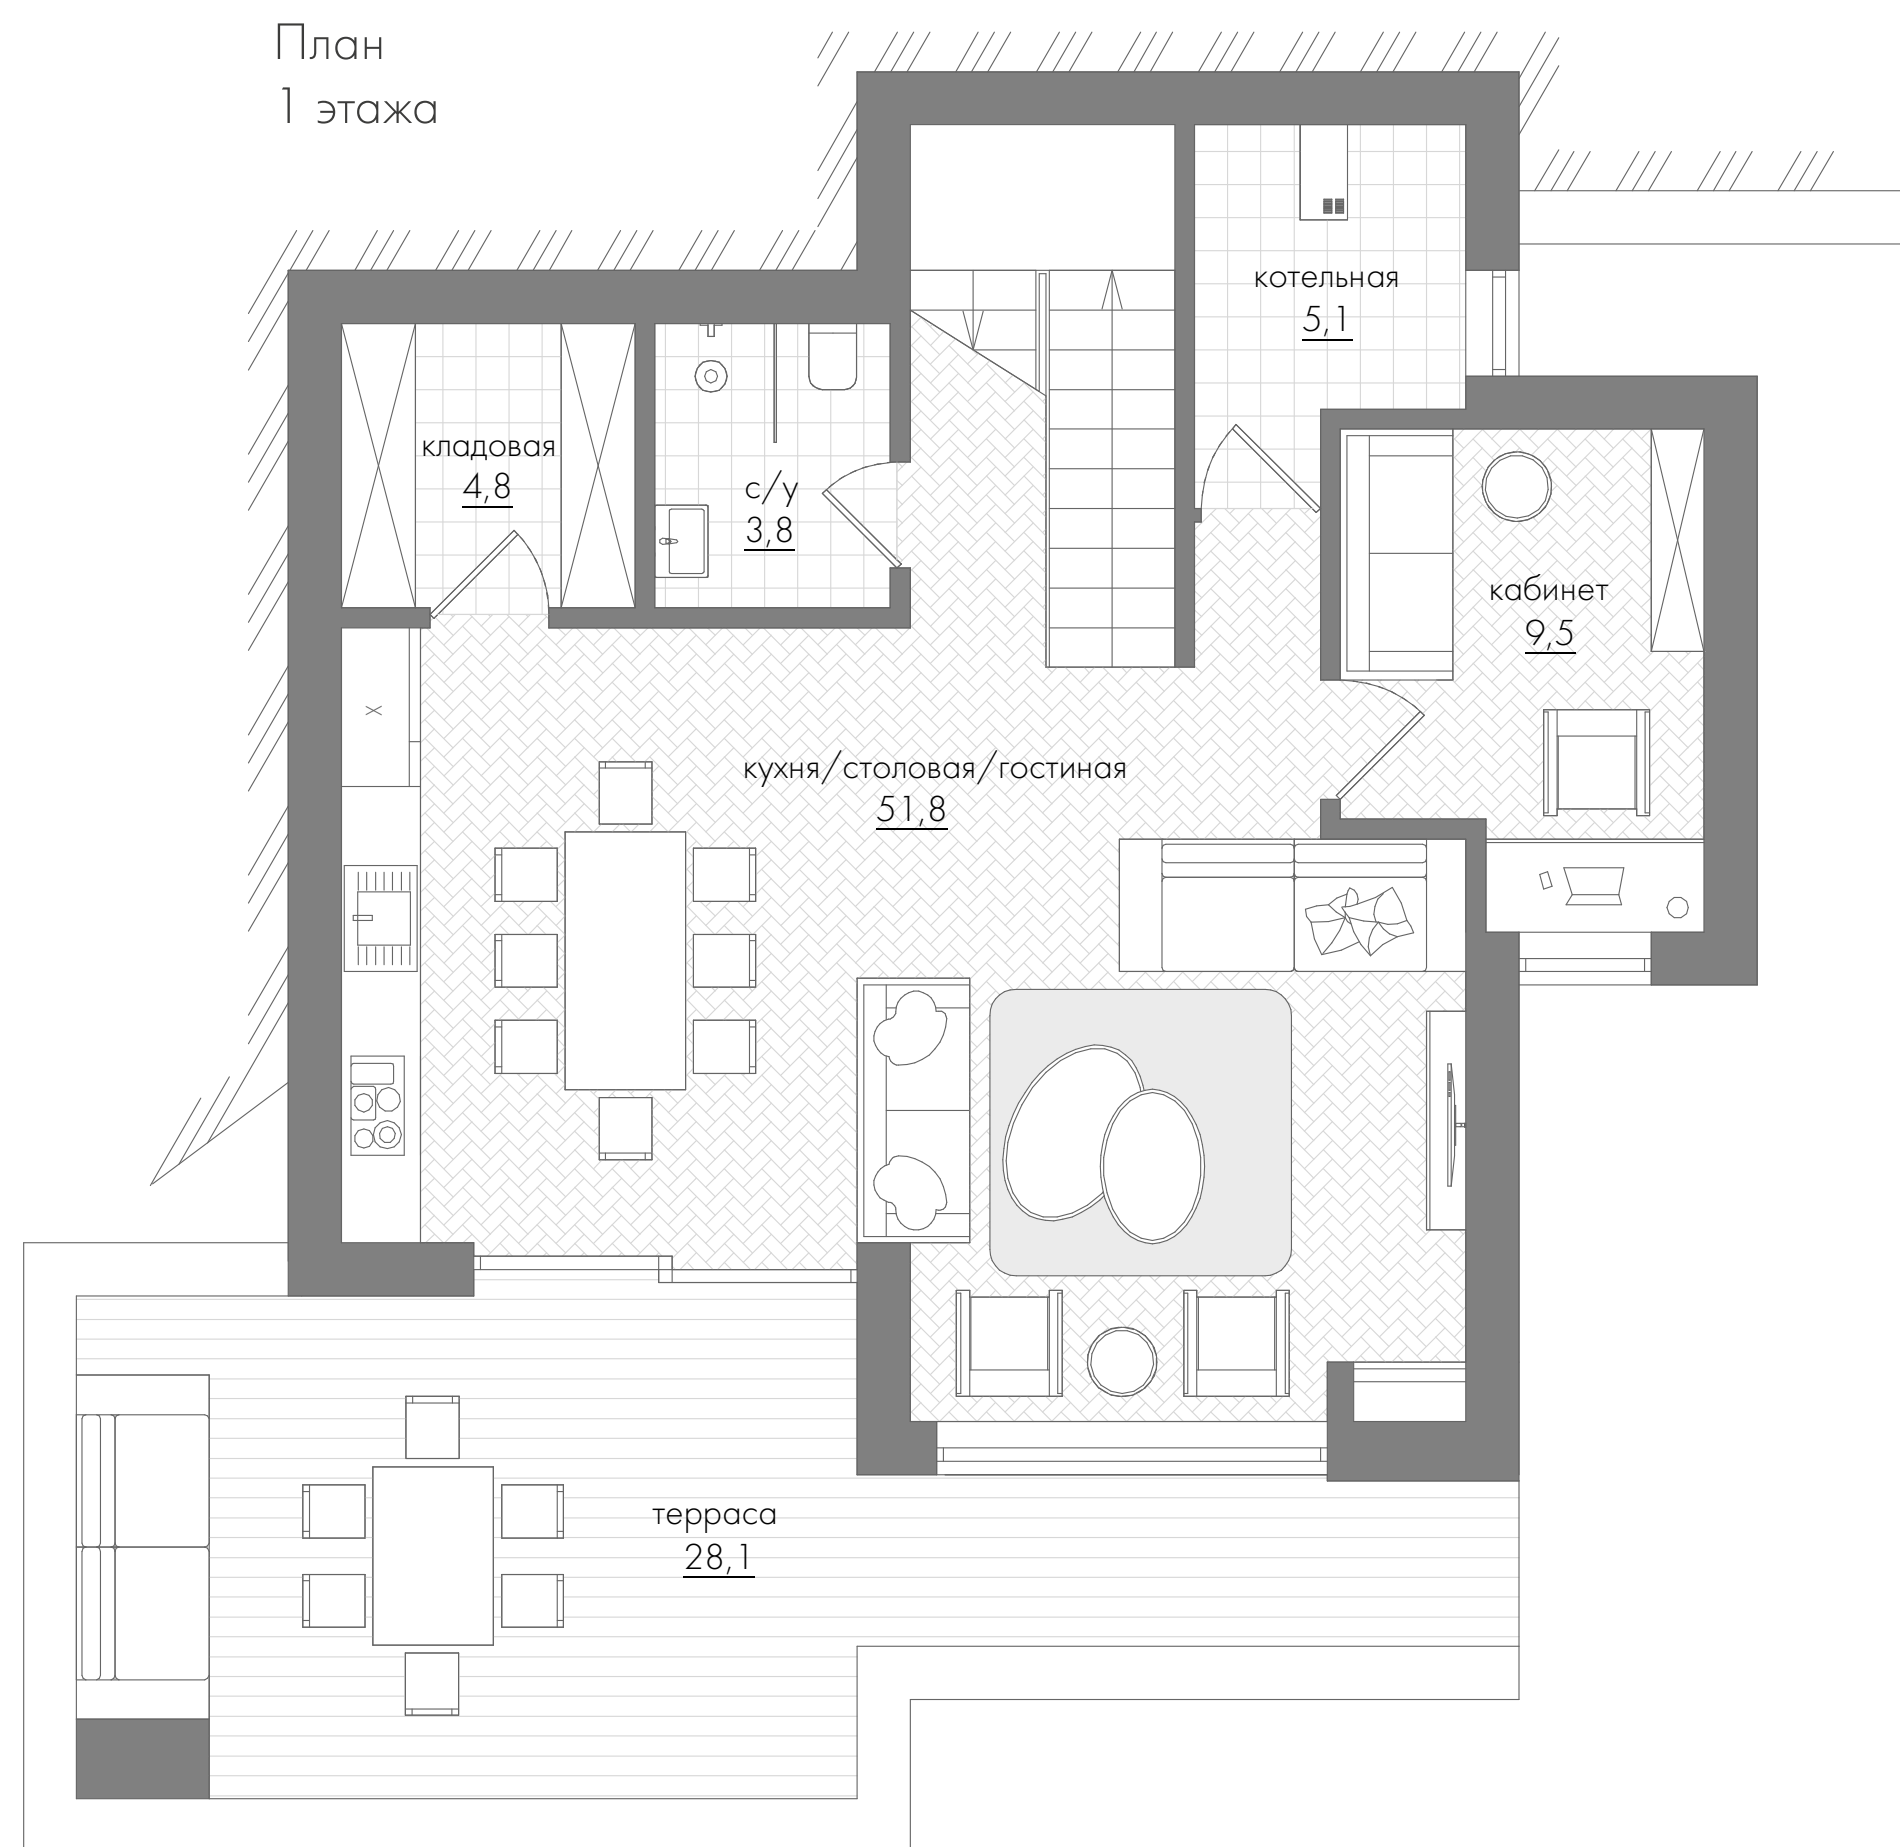 План
1 этажа
котельная
5,1
кладовая
4,8
с/у
3,8
кабинет
9,5
кухня/столовая/гостиная
51,8
терраса
28,1